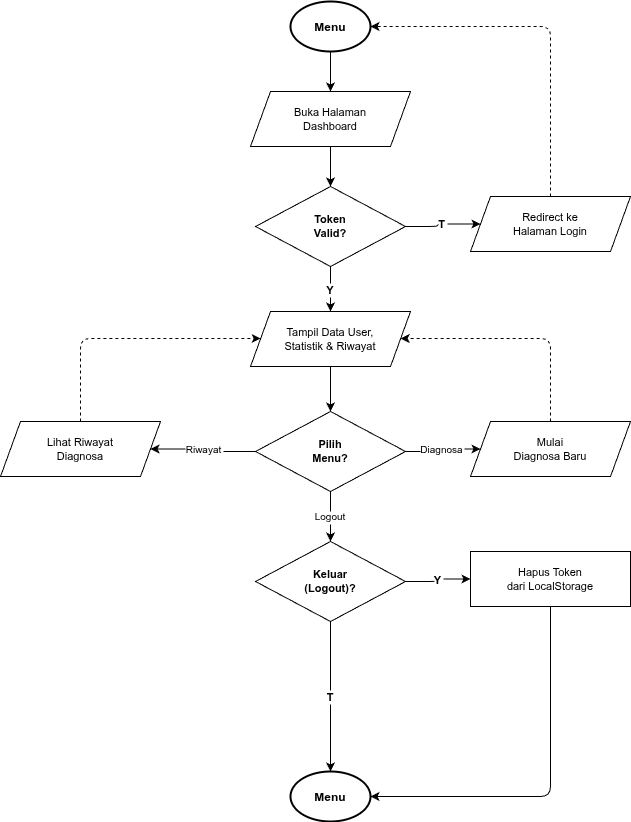 Menu
Buka Halaman
Dashboard
Token
Valid?
T
Redirect ke
Halaman Login
Y
Tampil Data User,
Statistik & Riwayat
Lihat Riwayat
Diagnosa
Riwayat
Pilih
Menu?
Diagnosa
Mulai
Diagnosa Baru
Logout
Keluar
(Logout)?
Y
Hapus Token
dari LocalStorage
T
Menu